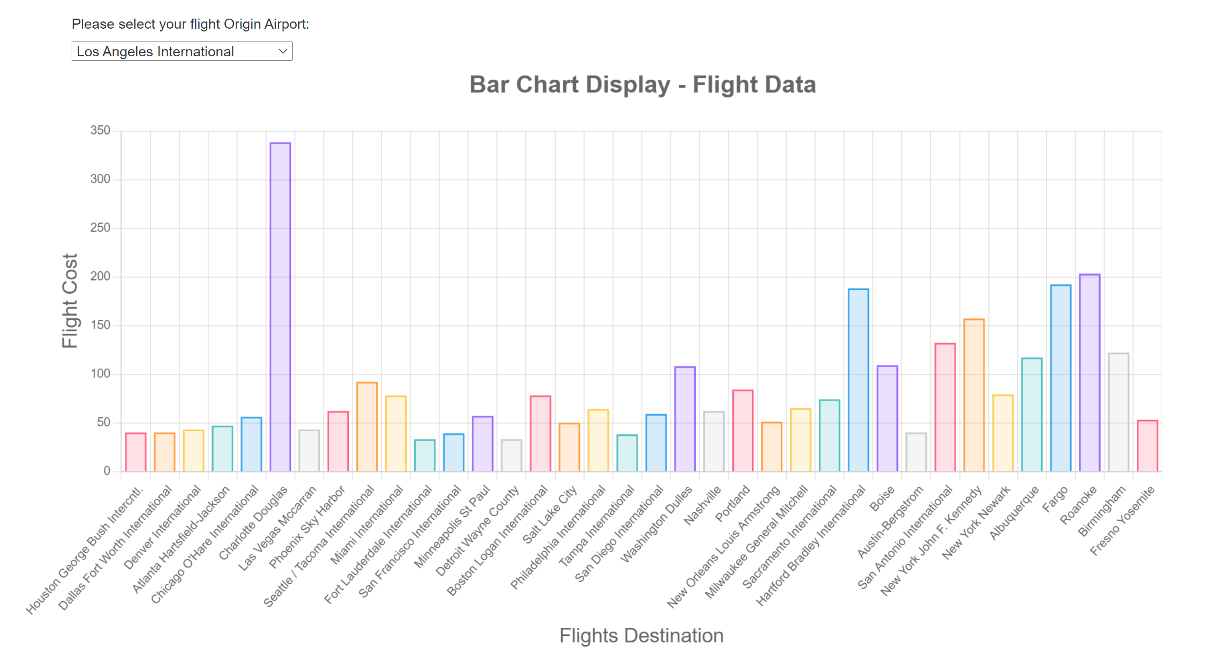 Please select your flight Origin Airport:
Los Angeles International
Bar Chart Display - Flight Data
Flight Cost
350
300
250
200
150
100
50
0
Houston George Bush Intercntl.
Dallas Fort Worth International
Denver International
Atlanta Hartsfield-Jackson
Chicago O'Hare International
Charlotte Douglas
Las Vegas Mccarran
Phoenix Sky Harbor
Seattle / Tacoma International
Miami International
Fort Lauderdale International
San Francisco International
Minneapolis St Paul
Detroit Wayne County
Boston Logan International
Salt Lake City
Philadelphia International
Tampa International
San Diego International
Washington Dulles
Nashville
Portland
New Orleans Louis Armstrong
Milwaukee General Mitchell
Sacramento International
Hartford Bradley International
Boise
Austin-Bergstrom
San Antonio International
New York John F. Kennedy
New York Newark
Albuquerque
Fargo
Roanoke
Birmingham
Fresno Yosemite
Flights Destination